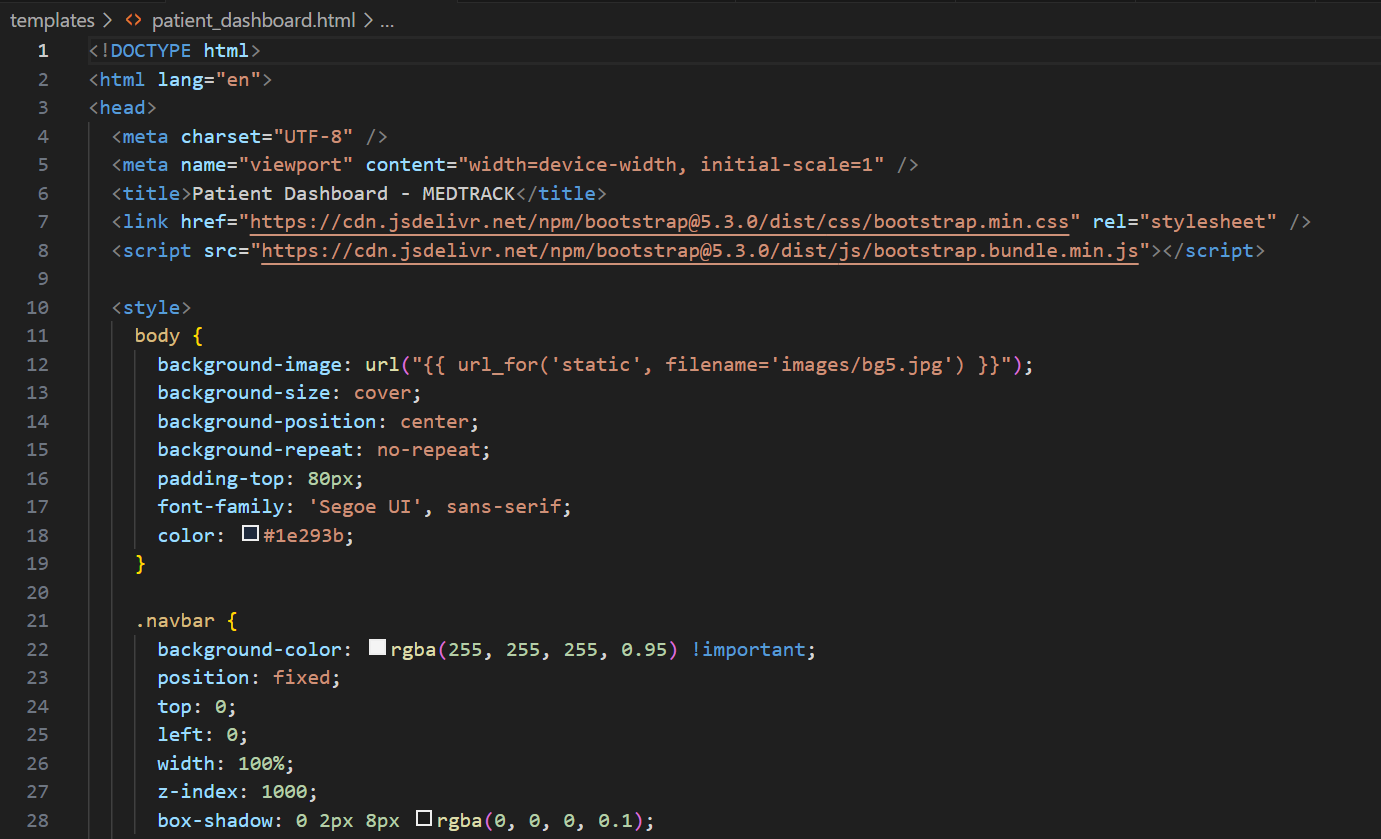 templates > <> patient_dashboard.html > ...
1 <!DOCTYPE html>
2 <html lang="en">
3 <head>
4 <meta charset="UTF-8" />
5 <meta name="viewport" content="width=device-width, initial-scale=1" />
6 <title>Patient Dashboard - MEDTRACK</title>
7 <link href="https://cdn.jsdelivr.net/npm/bootstrap@5.3.0/dist/css/bootstrap.min.css" rel="stylesheet" />
8 <script src="https://cdn.jsdelivr.net/npm/bootstrap@5.3.0/dist/js/bootstrap.bundle.min.js"></script>
9
10 <style>
11 body {
12 background-image: url("{{ url_for('static', filename='images/bg5.jpg') }}");
13 background-size: cover;
14 background-position: center;
15 background-repeat: no-repeat;
16 padding-top: 80px;
17 font-family: 'Segoe UI', sans-serif;
18 color: #1e293b;
19 }
20
21 .navbar {
22 background-color: rgba(255, 255, 255, 0.95) !important;
23 position: fixed;
24 top: 0;
25 left: 0;
26 width: 100%;
27 z-index: 1000;
28 box-shadow: 0 2px 8px rgba(0, 0, 0, 0.1);